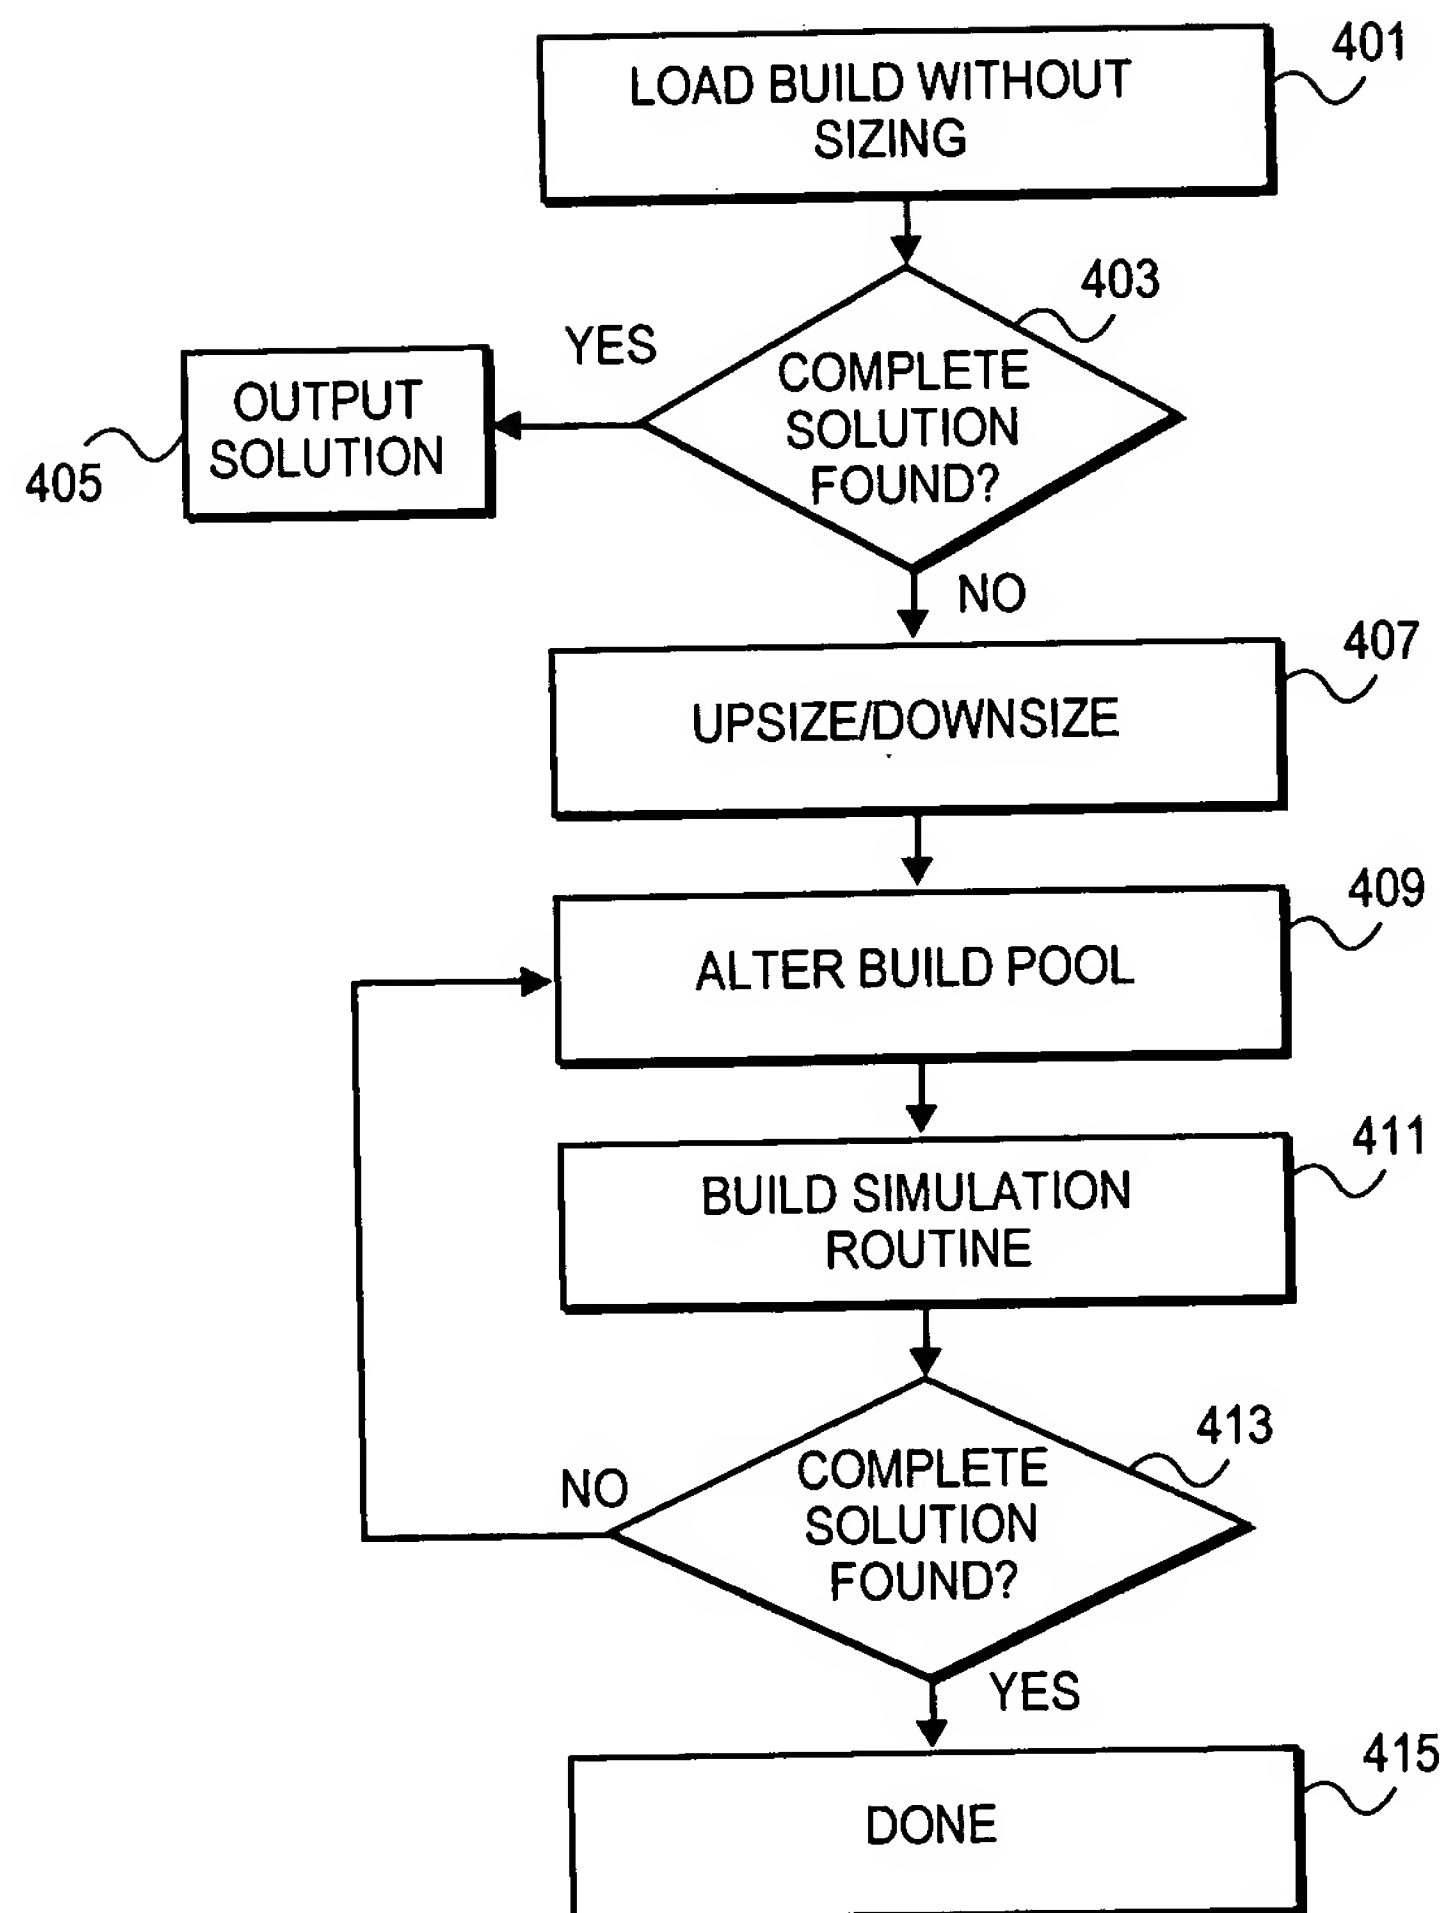 LOAD BUILD WITHOUT
SIZING
401
403
YES
COMPLETE
SOLUTION
FOUND?
OUTPUT
SOLUTION
405
NO
407
UPSIZE/DOWNSIZE
409
ALTER BUILD POOL
411
BUILD SIMULATION
ROUTINE
413
NO
COMPLETE
SOLUTION
FOUND?
YES
415
DONE